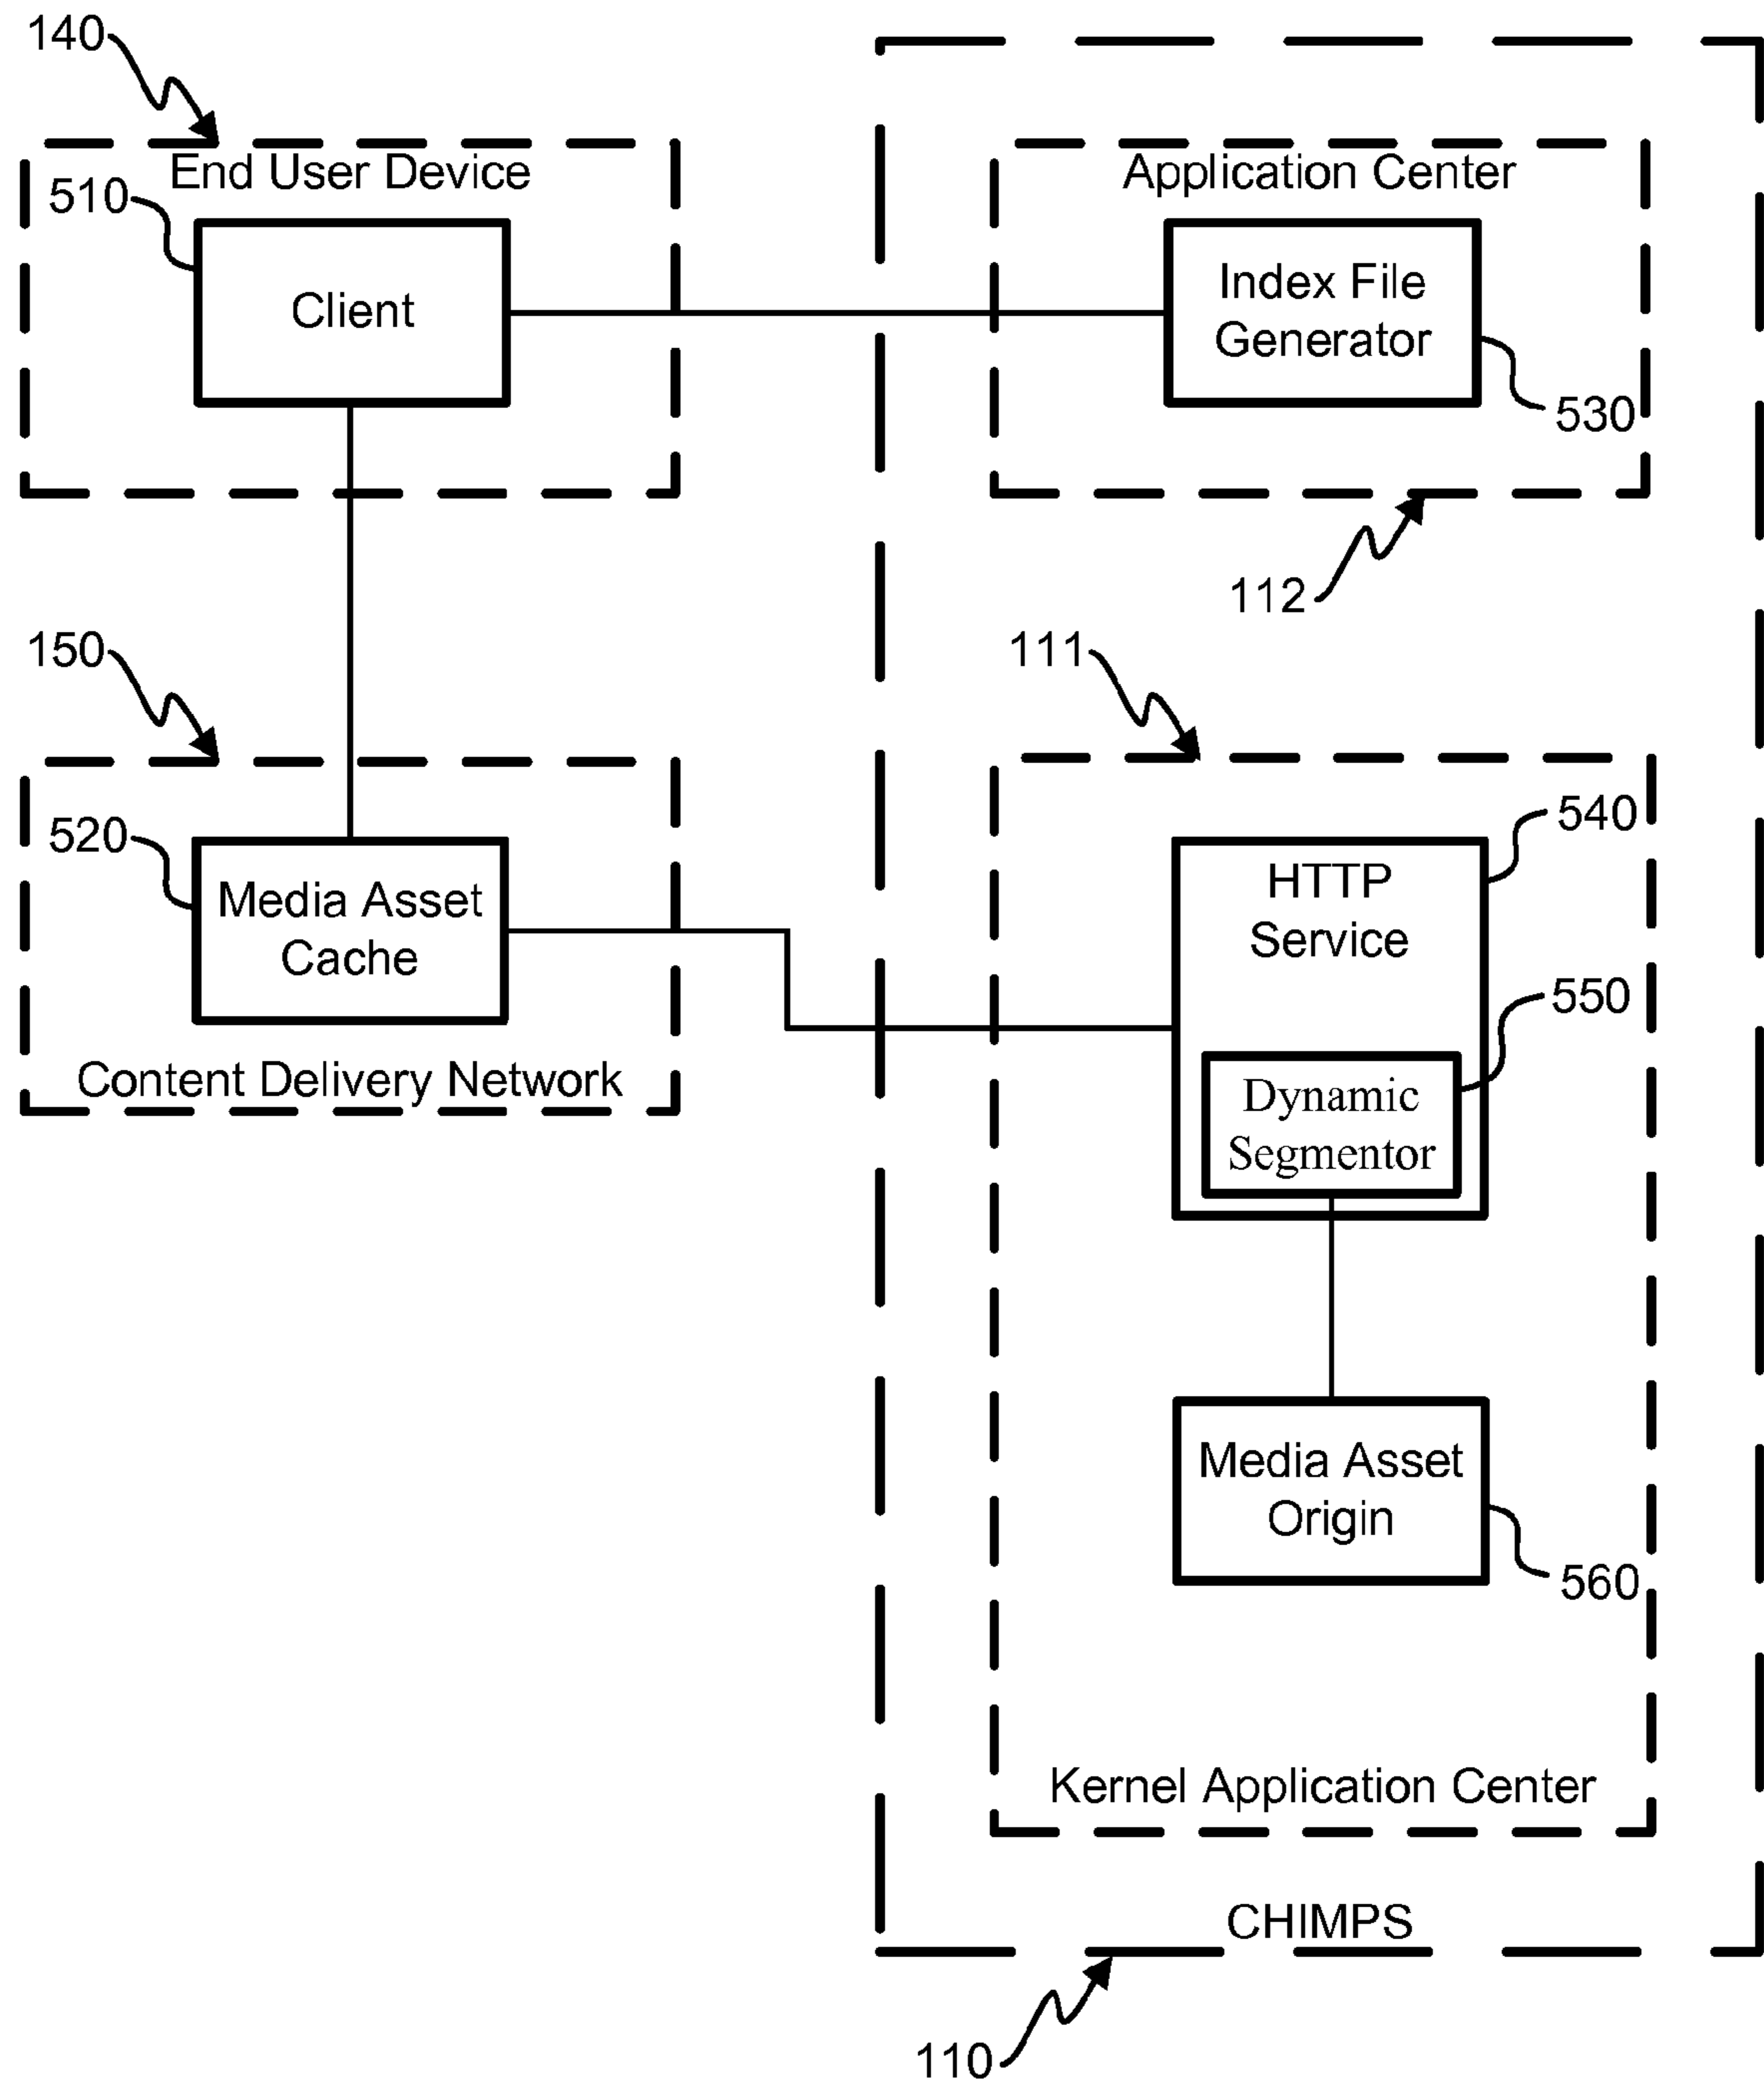 140
End User Device
510
Client
Application Center
Index File
Generator
530
112
150
520
Media Asset
Cache
Content Delivery Network
111
540
HTTP
Service
550
Dynamic
Segmentor
Media Asset
Origin
560
Kernel Application Center
CHIMPS
110